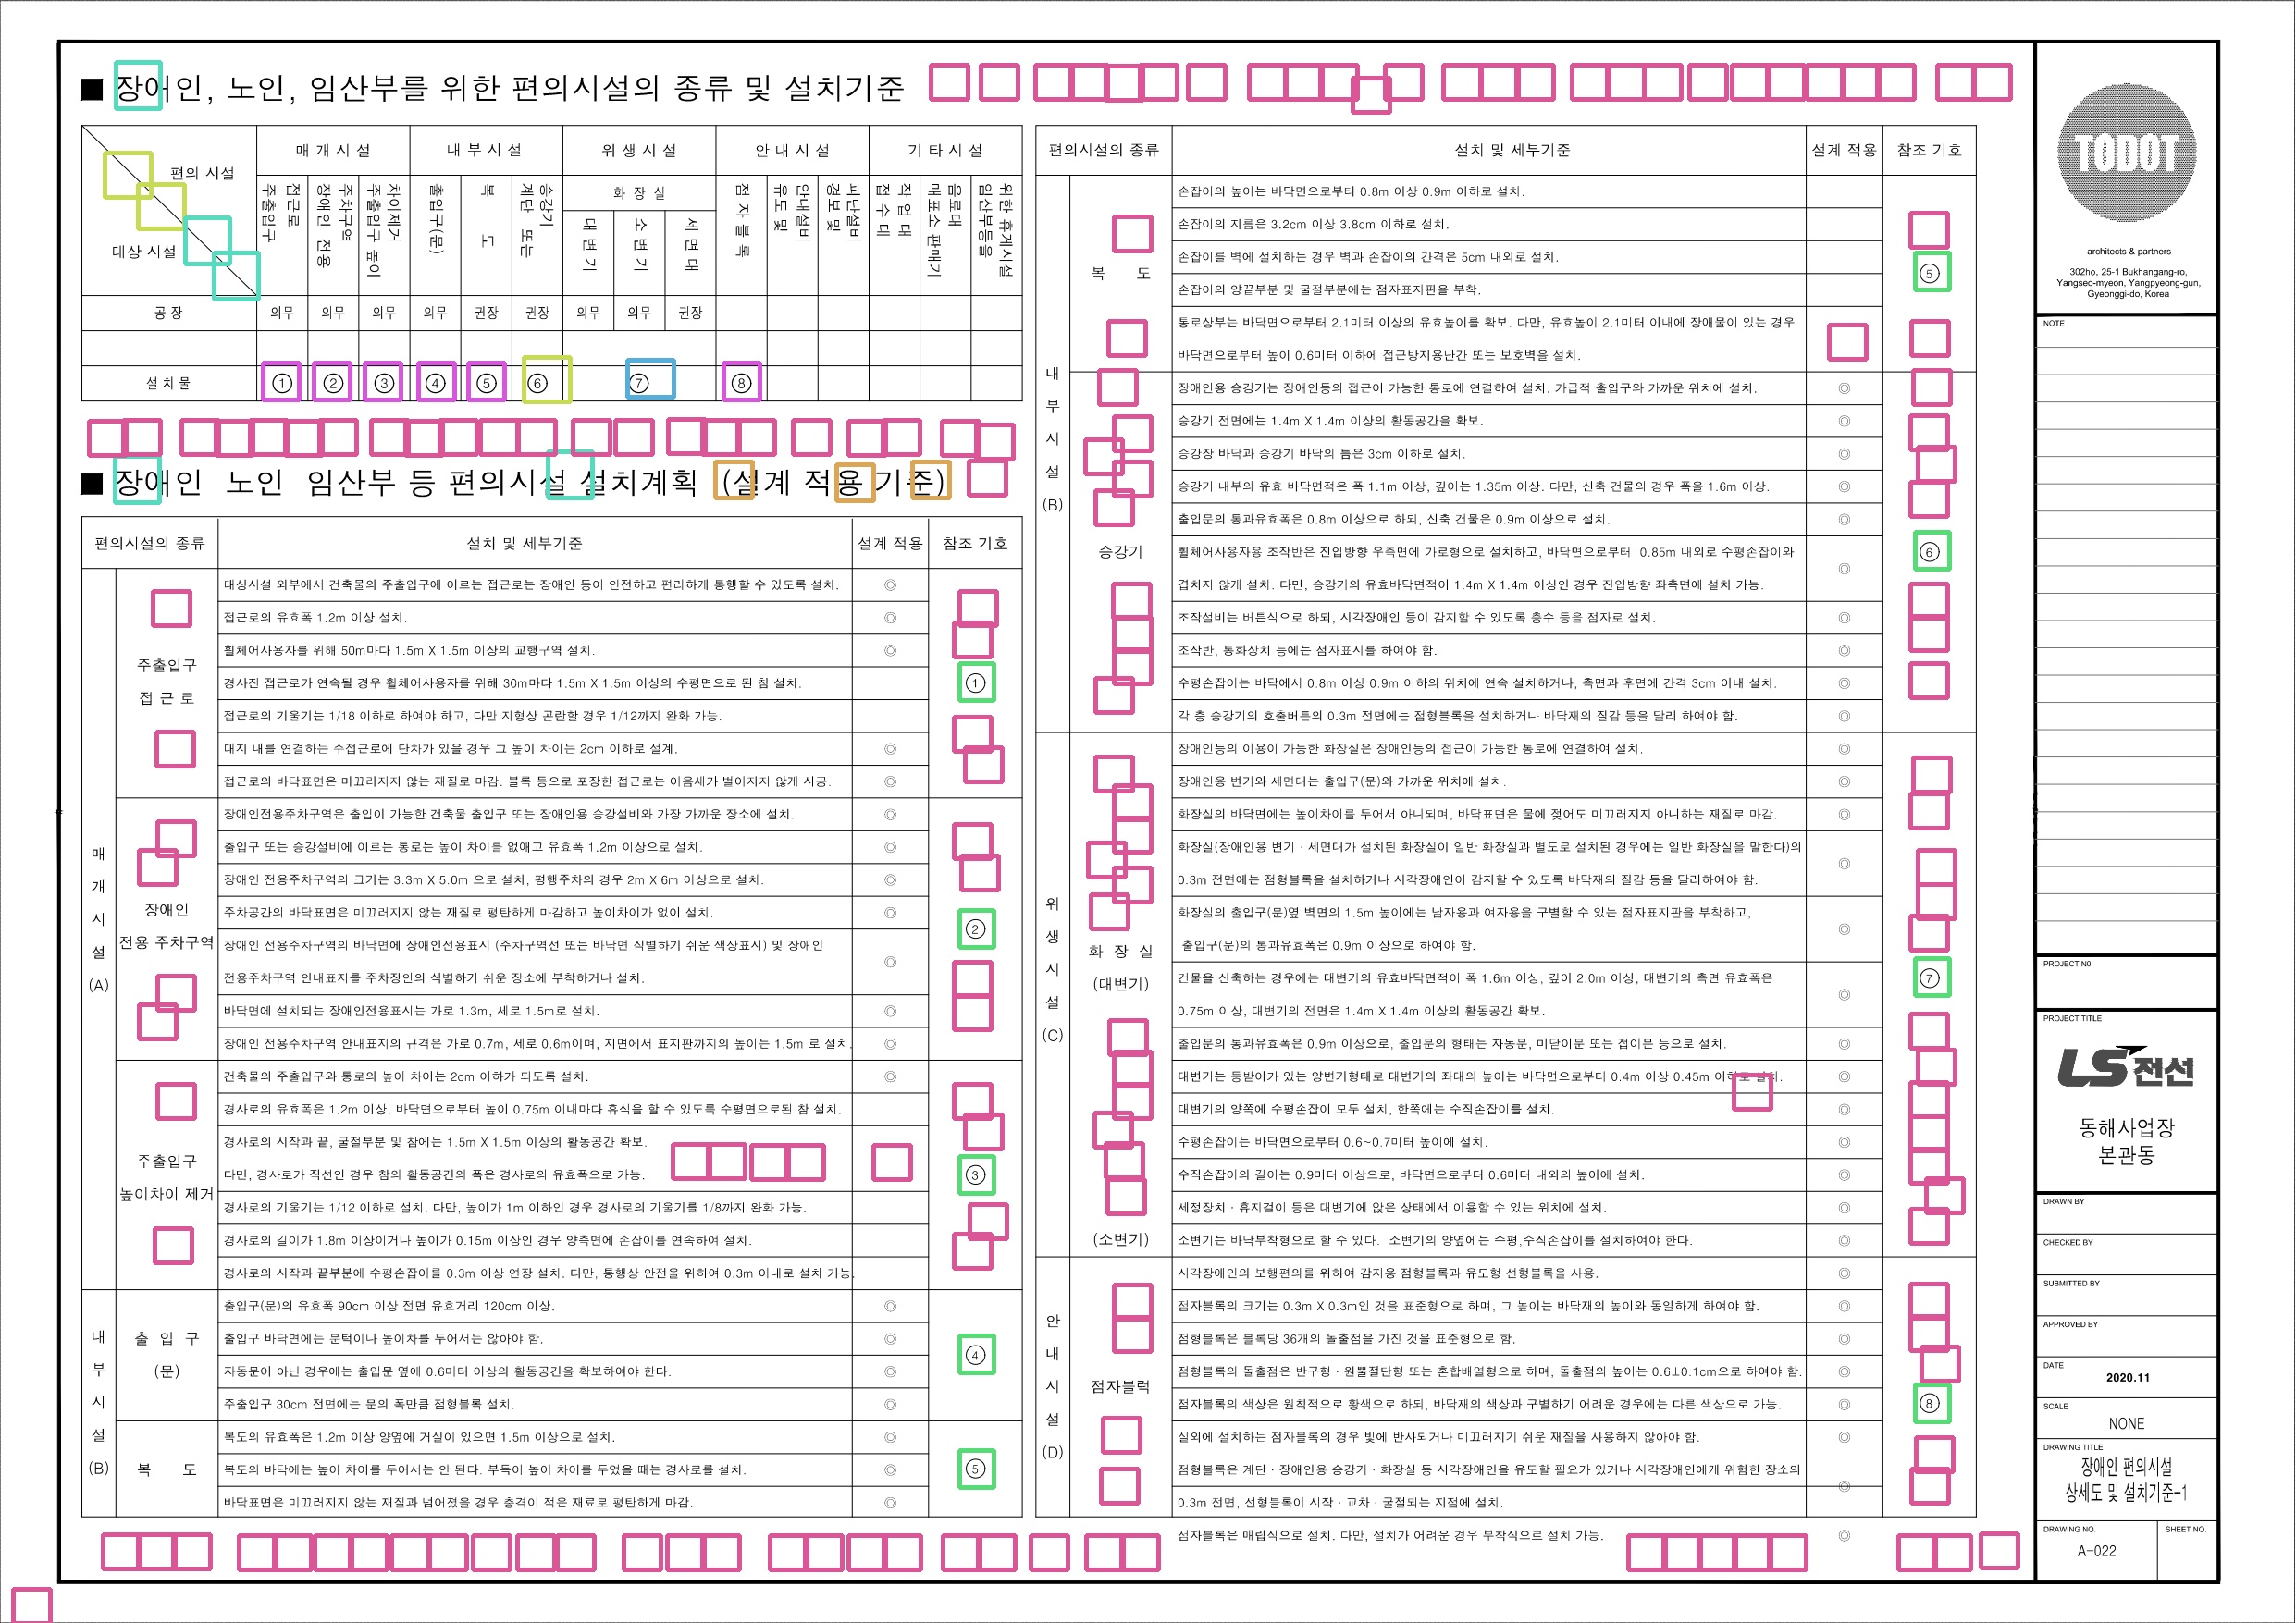 ■ 장애인, 노인, 임산부를 위한 편의시설의 종류 및 설치기준
편의 시설
대상 시설
매 개 시 설
내 부 시 설
위 생 시 설
안 내 시 설
기 타 시 설
주출입구 접근로
장애인 전용 주차구역
주출입구 높이 차이제거
출입구(문)
복 도
계단 또는 승강기
화 장 실
대 변 기
소 변 기
세 면 대
점 자 블 록
유도 및 안내설비
경보 및 피난설비
접 수 대 작 업 대
매표소 판매기 음료대
임산부등을 위한 휴게시설
공 장 의무 의무 의무 의무 권장 권장 의무 의무 권장
설 치 물 ① ② ③ ④ ⑤ ⑥ ⑦ ⑧
■ 장애인 노인 임산부 등 편의시설 설치계획 (설계 적용 기준)
편의시설의 종류 설치 및 세부기준 설계 적용 참조 기호
매 개 시 설 (A)
주출입구 접 근 로
대상시설 외부에서 건축물의 주출입구에 이르는 접근로는 장애인 등이 안전하고 편리하게 통행할 수 있도록 설치. ◎
접근로의 유효폭 1.2m 이상 설치. ◎
휠체어사용자를 위해 50m마다 1.5m X 1.5m 이상의 교행구역 설치. ◎
경사진 접근로가 연속될 경우 휠체어사용자를 위해 30m마다 1.5m X 1.5m 이상의 수평면으로 된 참 설치. ①
접근로의 기울기는 1/18 이하로 하여야 하고, 다만 지형상 곤란할 경우 1/12까지 완화 가능.
대지 내를 연결하는 주접근로에 단차가 있을 경우 그 높이 차이는 2cm 이하로 설계. ◎
접근로의 바닥표면은 미끄러지지 않는 재질로 마감. 블록 등으로 포장한 접근로는 이음새가 벌어지지 않게 시공. ◎
장애인 전용 주차구역
장애인전용주차구역은 출입이 가능한 건축물 출입구 또는 장애인용 승강설비와 가장 가까운 장소에 설치. ◎
출입구 또는 승강설비에 이르는 통로는 높이 차이를 없애고 유효폭 1.2m 이상으로 설치. ◎
장애인 전용주차구역의 크기는 3.3m X 5.0m 으로 설치, 평행주차의 경우 2m X 6m 이상으로 설치. ◎
주차공간의 바닥표면은 미끄러지지 않는 재질로 평탄하게 마감하고 높이차이가 없이 설치. ◎ ②
장애인 전용주차구역의 바닥면에 장애인전용표시 (주차구역선 또는 바닥면 식별하기 쉬운 색상표시) 및 장애인
전용주차구역 안내표지를 주차장안의 식별하기 쉬운 장소에 부착하거나 설치. ◎
바닥면에 설치되는 장애인전용표시는 가로 1.3m, 세로 1.5m로 설치. ◎
장애인 전용주차구역 안내표지의 규격은 가로 0.7m, 세로 0.6m이며, 지면에서 표지판까지의 높이는 1.5m 로 설치. ◎
주출입구 높이차이 제거
건축물의 주출입구와 통로의 높이 차이는 2cm 이하가 되도록 설치. ◎
경사로의 유효폭은 1.2m 이상. 바닥면으로부터 높이 0.75m 이내마다 휴식을 할 수 있도록 수평면으로된 참 설치.
경사로의 시작과 끝, 굴절부분 및 참에는 1.5m X 1.5m 이상의 활동공간 확보.
다만, 경사로가 직선인 경우 참의 활동공간의 폭은 경사로의 유효폭으로 가능. ③
경사로의 기울기는 1/12 이하로 설치. 다만, 높이가 1m 이하인 경우 경사로의 기울기를 1/8까지 완화 가능.
경사로의 길이가 1.8m 이상이거나 높이가 0.15m 이상인 경우 양측면에 손잡이를 연속하여 설치.
경사로의 시작과 끝부분에 수평손잡이를 0.3m 이상 연장 설치. 다만, 통행상 안전을 위하여 0.3m 이내로 설치 가능.
내 부 시 설 (B)
출 입 구 (문)
출입구(문)의 유효폭 90cm 이상 전면 유효거리 120cm 이상. ◎
출입구 바닥면에는 문턱이나 높이차를 두어서는 않아야 함. ◎ ④
자동문이 아닌 경우에는 출입문 옆에 0.6미터 이상의 활동공간을 확보하여야 한다. ◎
주출입구 30cm 전면에는 문의 폭만큼 점형블록 설치. ◎
복 도
복도의 유효폭은 1.2m 이상 양옆에 거실이 있으면 1.5m 이상으로 설치. ◎
복도의 바닥에는 높이 차이를 두어서는 안 된다. 부득이 높이 차이를 두었을 때는 경사로를 설치. ◎ ⑤
바닥표면은 미끄러지지 않는 재질과 넘어졌을 경우 충격이 적은 재료로 평탄하게 마감. ◎
편의시설의 종류 설치 및 세부기준 설계 적용 참조 기호
내 부 시 설 (B)
복 도
손잡이의 높이는 바닥면으로부터 0.8m 이상 0.9m 이하로 설치.
손잡이의 지름은 3.2cm 이상 3.8cm 이하로 설치.
손잡이를 벽에 설치하는 경우 벽과 손잡이의 간격은 5cm 내외로 설치. ⑤
손잡이의 양끝부분 및 굴절부분에는 점자표지판을 부착.
통로상부는 바닥면으로부터 2.1미터 이상의 유효높이를 확보. 다만, 유효높이 2.1미터 이내에 장애물이 있는 경우
바닥면으로부터 높이 0.6미터 이하에 접근방지용난간 또는 보호벽을 설치.
승강기
장애인용 승강기는 장애인등의 접근이 가능한 통로에 연결하여 설치. 가급적 출입구와 가까운 위치에 설치. ◎
승강기 전면에는 1.4m X 1.4m 이상의 활동공간을 확보. ◎
승강장 바닥과 승강기 바닥의 틈은 3cm 이하로 설치. ◎
승강기 내부의 유효 바닥면적은 폭 1.1m 이상, 깊이는 1.35m 이상. 다만, 신축 건물의 경우 폭을 1.6m 이상. ◎
출입문의 통과유효폭은 0.8m 이상으로 하되, 신축 건물은 0.9m 이상으로 설치. ◎
휠체어사용자용 조작반은 진입방향 우측면에 가로형으로 설치하고, 바닥면으로부터 0.85m 내외로 수평손잡이와 ⑥
겹치지 않게 설치. 다만, 승강기의 유효바닥면적이 1.4m X 1.4m 이상인 경우 진입방향 좌측면에 설치 가능. ◎
조작설비는 버튼식으로 하되, 시각장애인 등이 감지할 수 있도록 층수 등을 점자로 설치. ◎
조작반, 통화장치 등에는 점자표시를 하여야 함. ◎
수평손잡이는 바닥에서 0.8m 이상 0.9m 이하의 위치에 연속 설치하거나, 측면과 후면에 간격 3cm 이내 설치. ◎
각 층 승강기의 호출버튼의 0.3m 전면에는 점형블록을 설치하거나 바닥재의 질감 등을 달리 하여야 함. ◎
위 생 시 설 (C)
화 장 실 (대변기)
장애인등의 이용이 가능한 화장실은 장애인등의 접근이 가능한 통로에 연결하여 설치. ◎
장애인용 변기와 세면대는 출입구(문)와 가까운 위치에 설치. ◎
화장실의 바닥면에는 높이차이를 두어서 아니되며, 바닥표면은 물에 젖어도 미끄러지지 아니하는 재질로 마감. ◎
화장실(장애인용 변기 · 세면대가 설치된 화장실이 일반 화장실과 별도로 설치된 경우에는 일반 화장실을 말한다)의
0.3m 전면에는 점형블록을 설치하거나 시각장애인이 감지할 수 있도록 바닥재의 질감 등을 달리하여야 함. ◎
화장실의 출입구(문)옆 벽면의 1.5m 높이에는 남자용과 여자용을 구별할 수 있는 점자표지판을 부착하고,
출입구(문)의 통과유효폭은 0.9m 이상으로 하여야 함. ◎
건물을 신축하는 경우에는 대변기의 유효바닥면적이 폭 1.6m 이상, 깊이 2.0m 이상, 대변기의 측면 유효폭은 ⑦
0.75m 이상, 대변기의 전면은 1.4m X 1.4m 이상의 활동공간 확보. ◎
출입문의 통과유효폭은 0.9m 이상으로, 출입문의 형태는 자동문, 미닫이문 또는 접이문 등으로 설치. ◎
대변기는 등받이가 있는 양변기형태로 대변기의 좌대의 높이는 바닥면으로부터 0.4m 이상 0.45m 이하로 설치. ◎
대변기의 양쪽에 수평손잡이 모두 설치, 한쪽에는 수직손잡이를 설치. ◎
수평손잡이는 바닥면으로부터 0.6~0.7미터 높이에 설치. ◎
수직손잡이의 길이는 0.9미터 이상으로, 바닥면으로부터 0.6미터 내외의 높이에 설치. ◎
세정장치 · 휴지걸이 등은 대변기에 앉은 상태에서 이용할 수 있는 위치에 설치. ◎
(소변기) 소변기는 바닥부착형으로 할 수 있다. 소변기의 양옆에는 수평,수직손잡이를 설치하여야 한다. ◎
안 내 시 설 (D)
점자블럭
시각장애인의 보행편의를 위하여 감지용 점형블록과 유도형 선형블록을 사용. ◎
점자블록의 크기는 0.3m X 0.3m인 것을 표준형으로 하며, 그 높이는 바닥재의 높이와 동일하게 하여야 함. ◎
점형블록은 블록당 36개의 돌출점을 가진 것을 표준형으로 함. ◎
점형블록의 돌출점은 반구형 · 원뿔절단형 또는 혼합배열형으로 하며, 돌출점의 높이는 0.6±0.1cm으로 하여야 함. ◎
점자블록의 색상은 원칙적으로 황색으로 하되, 바닥재의 색상과 구별하기 어려운 경우에는 다른 색상으로 가능. ◎ ⑧
실외에 설치하는 점자블록의 경우 빛에 반사되거나 미끄러지기 쉬운 재질을 사용하지 않아야 함. ◎
점형블록은 계단 · 장애인용 승강기 · 화장실 등 시각장애인을 유도할 필요가 있거나 시각장애인에게 위험한 장소의
0.3m 전면, 선형블록이 시작 · 교차 · 굴절되는 지점에 설치. ◎
점자블록은 매립식으로 설치. 다만, 설치가 어려운 경우 부착식으로 설치 가능. ◎
TODOT
architects & partners
302ho, 25-1 Bukhangang-ro,
Yangseo-myeon, Yangpyeong-gun,
Gyeonggi-do, Korea
NOTE
PROJECT N0.
PROJECT TITLE
LS전선
동해사업장
본관동
DRAWN BY
CHECKED BY
SUBMITTED BY
APPROVED BY
DATE
2020.11
SCALE
NONE
DRAWING TITLE
장애인 편의시설
상세도 및 설치기준-1
DRAWING NO. SHEET NO.
A-022